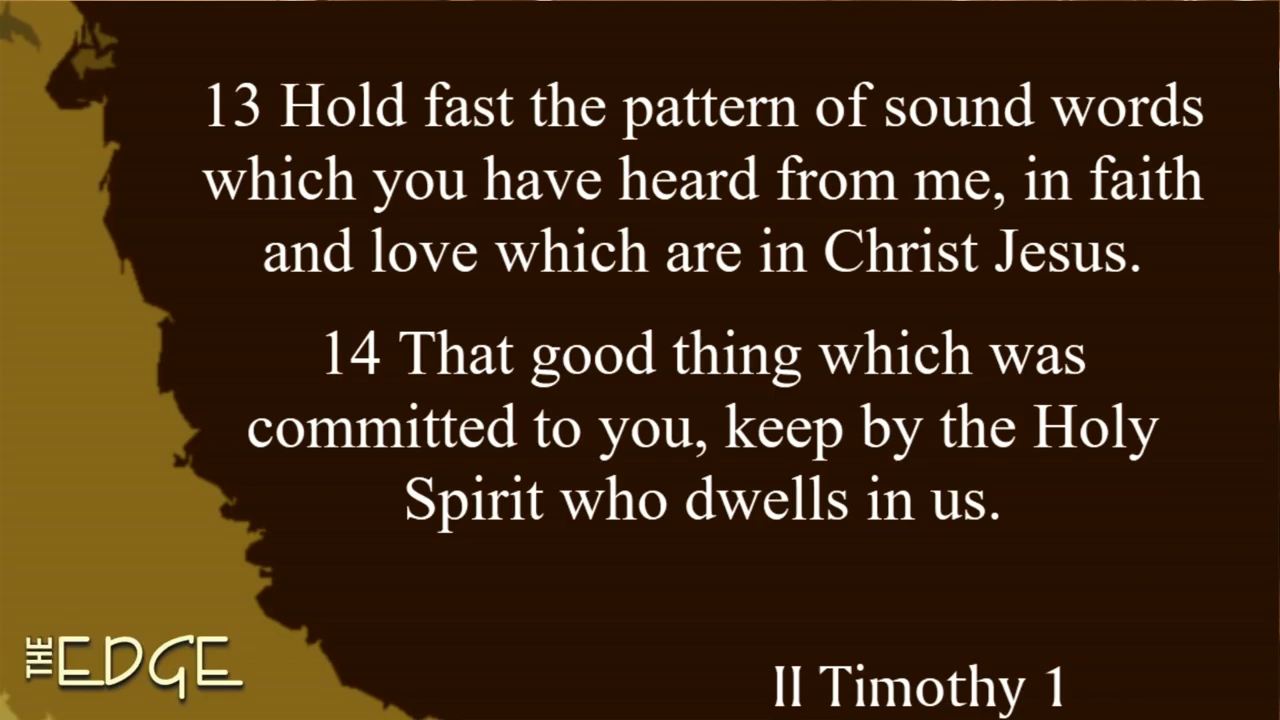 13 Hold fast the pattern of sound words
which you have heard from me, in faith
and love which are in Christ Jesus.
14 That good thing which was
committed to you, keep by the Holy
Spirit who dwells in us.
THE EDGE
II Timothy 1